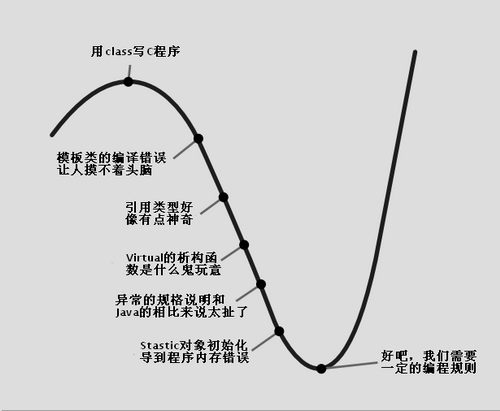 用class写C程序
模板类的编译错误
让人摸不着头脑
引用类型好
像有点神奇
Virtual的析构函
数是什么鬼玩意
异常的规格说明和
Java的相比来说太扯了
Stastic对象初始化
导到程序内存错误
好吧，我们需要
一定的编程规则